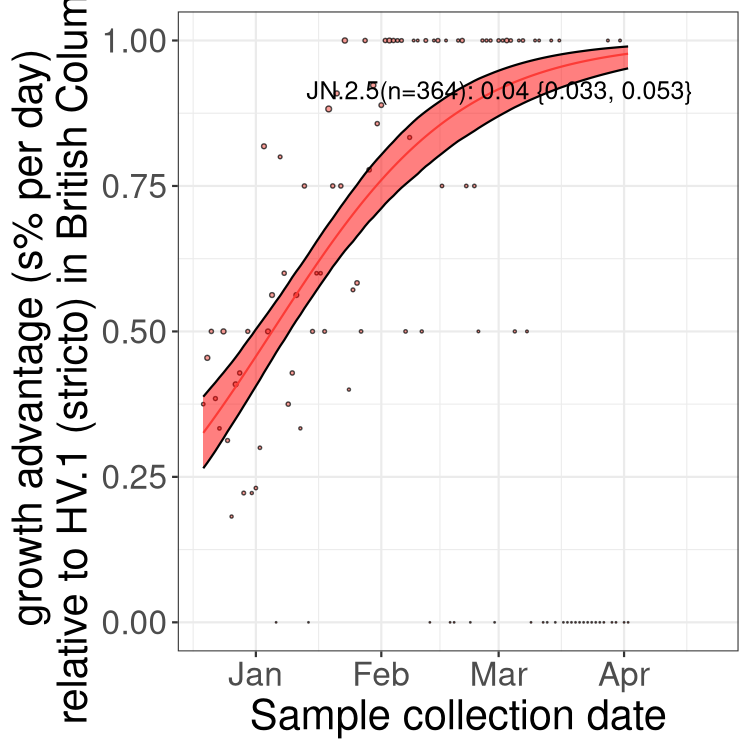 growth advantage (s% per day)
relative to HV.1 (stricto) in British Colum
1.00
0.75
0.50
0.25
0.00
JN.2.5(n=364): 0.04 {0.033, 0.053}
Jan Feb Mar Apr
Sample collection date